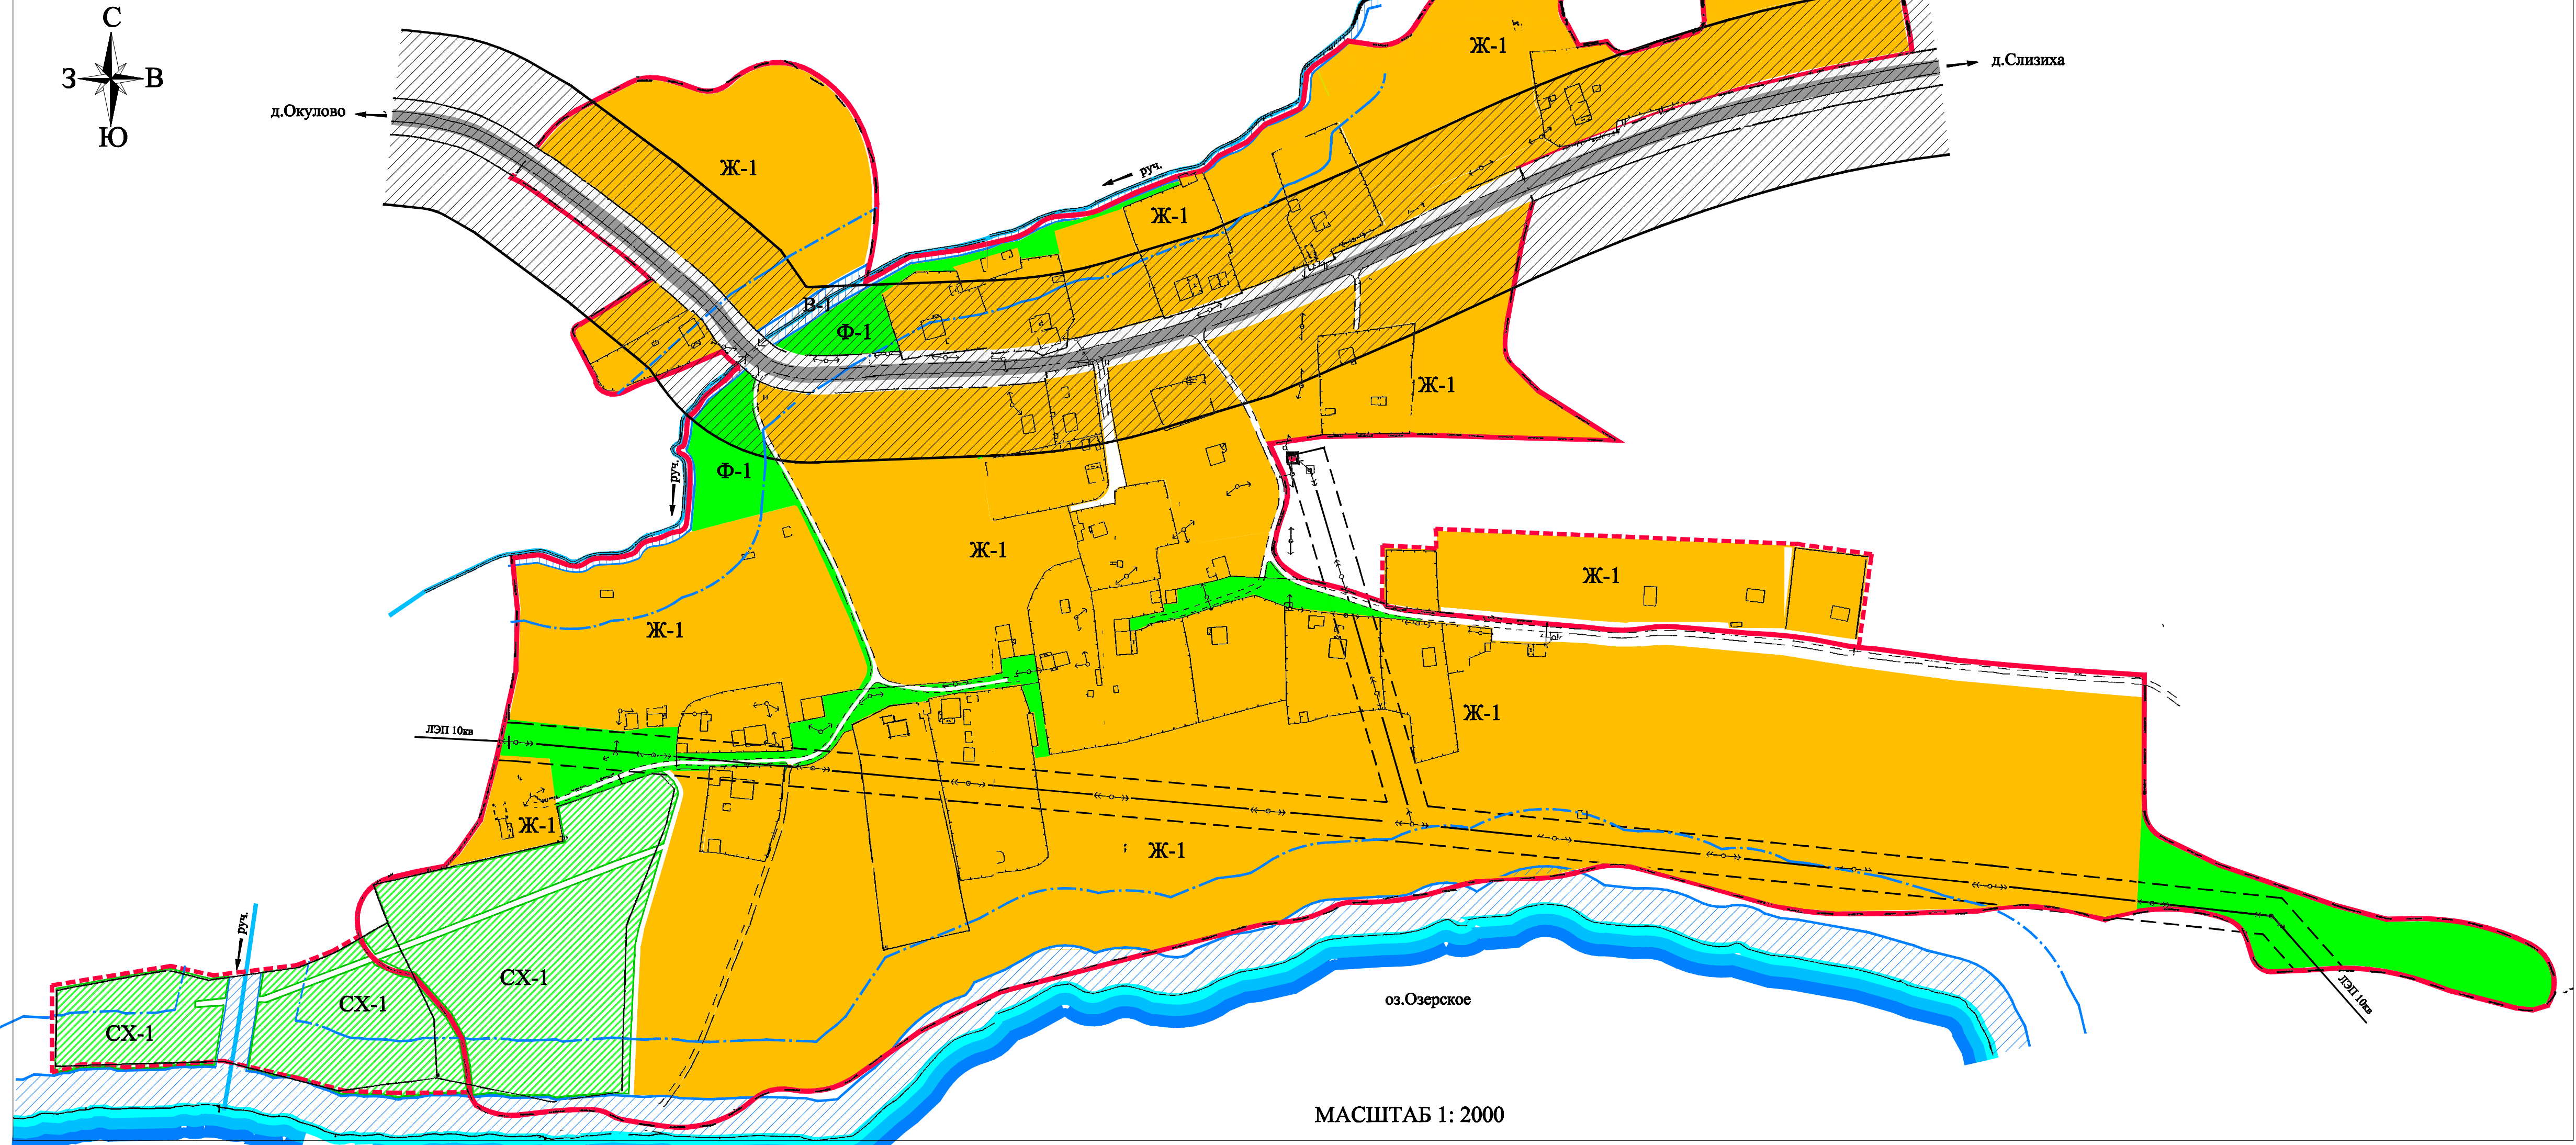 С
З В
Ю
д.Окулово
д.Слизиха
Ж-1
Ж-1
руч.
Ж-1
В-1
Ф-1
Ж-1
руч.
Ф-1
Ж-1
Ж-1
Ж-1
ЛЭП 10кв
Ж-1
Ж-1
Ж-1
руч.
СХ-1
СХ-1
СХ-1
оз.Озерское
ЛЭП 10кв
МАСШТАБ 1: 2000